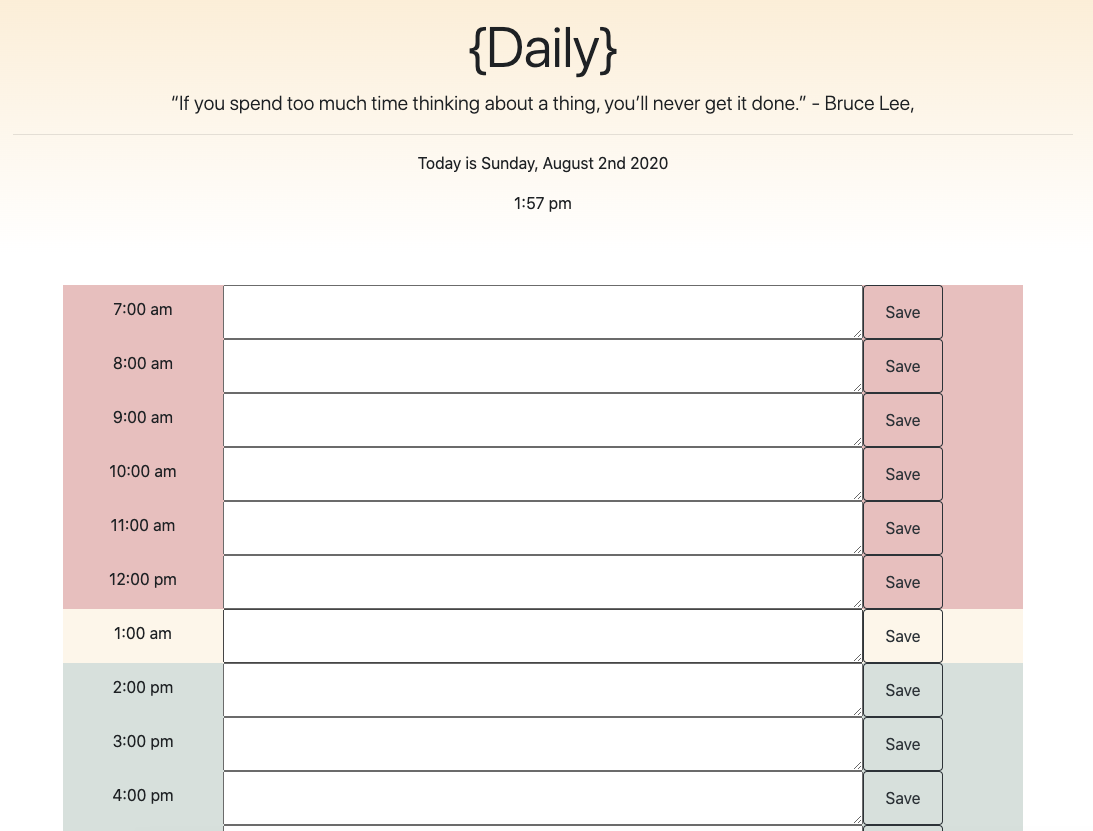 {Daily}
“If you spend too much time thinking about a thing, you’ll never get it done.” - Bruce Lee,
Today is Sunday, August 2nd 2020
1:57 pm
7:00 am Save
8:00 am Save
9:00 am Save
10:00 am Save
11:00 am Save
12:00 pm Save
1:00 am Save
2:00 pm Save
3:00 pm Save
4:00 pm Save